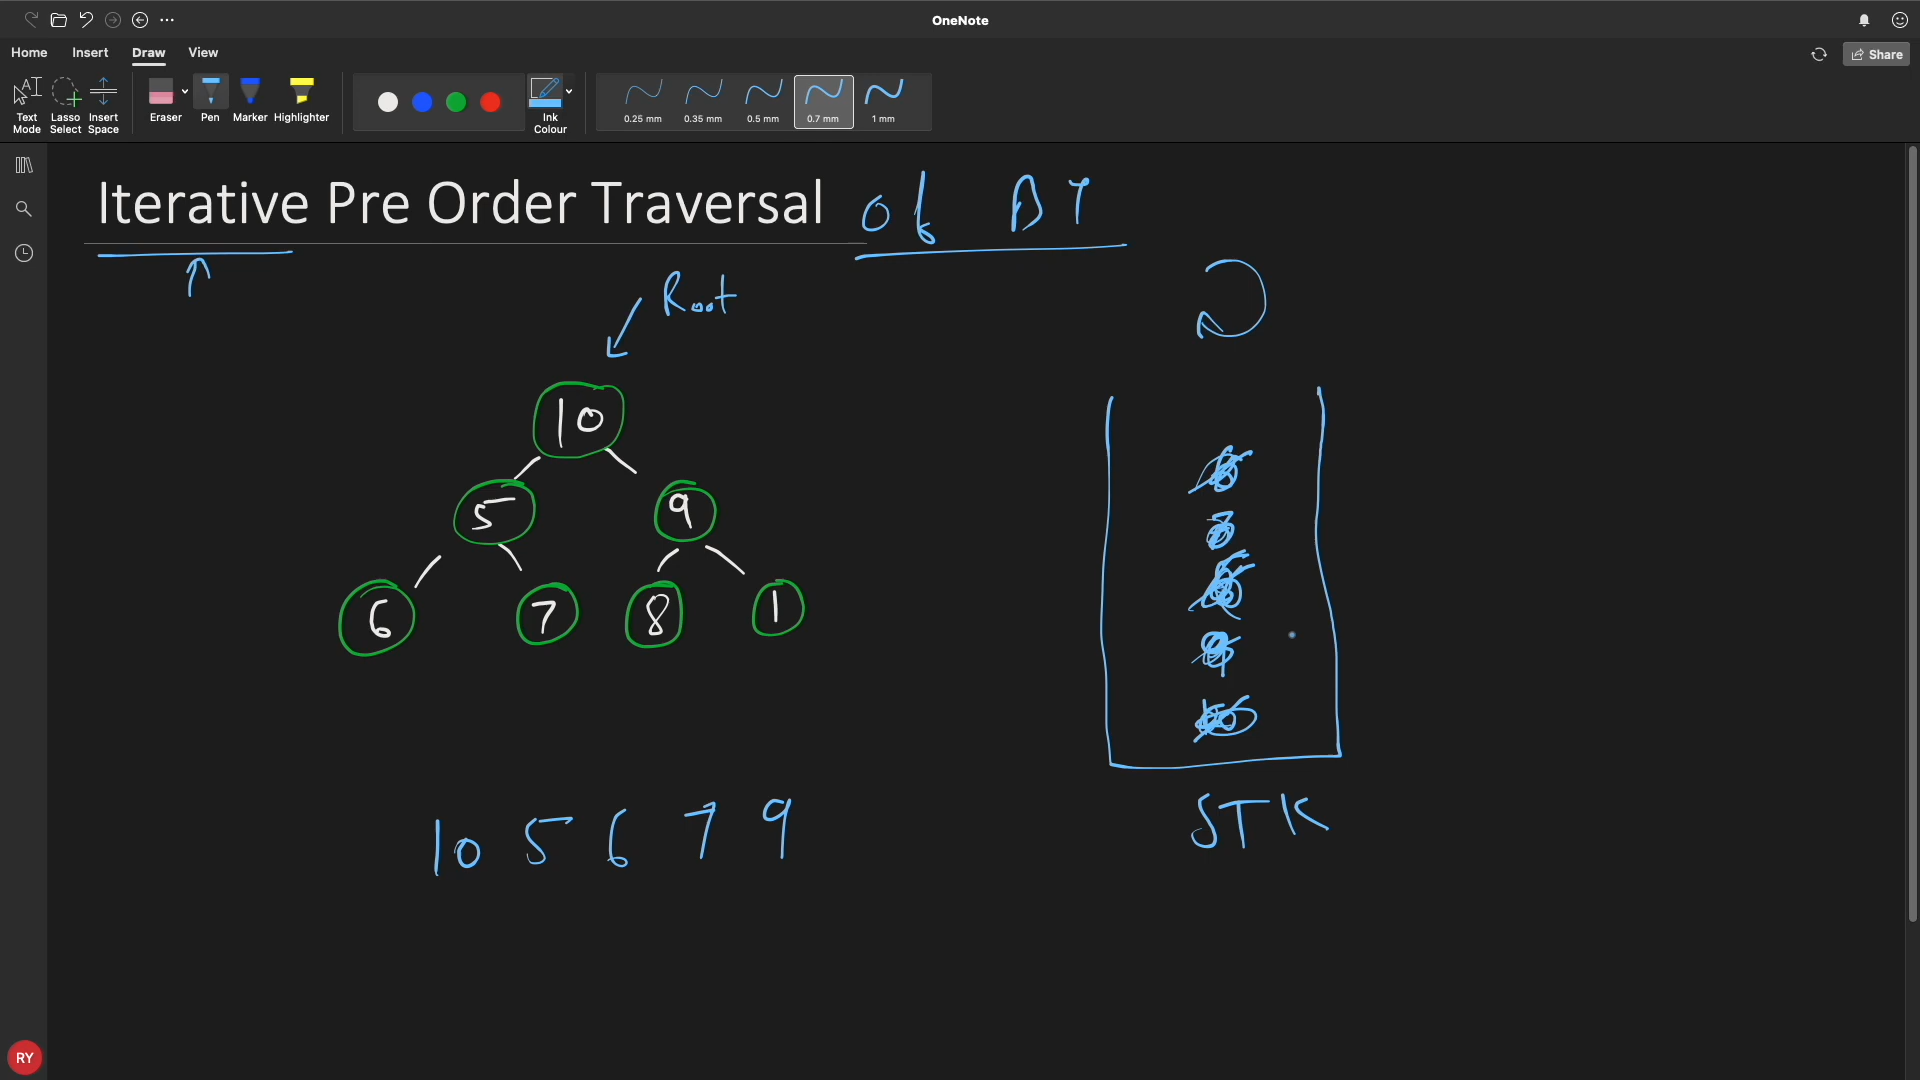 OneNote
Home Insert Draw View
Share
Text Mode
Lasso Select
Insert Space
Eraser
Pen
Marker
Highlighter
Ink Colour
0.25 mm
0.35 mm
0.5 mm
0.7 mm
1 mm
Iterative Pre Order Traversal of BT
Root
10
5 9
6 7 8 1
10 5 6 7 9
STK
RY